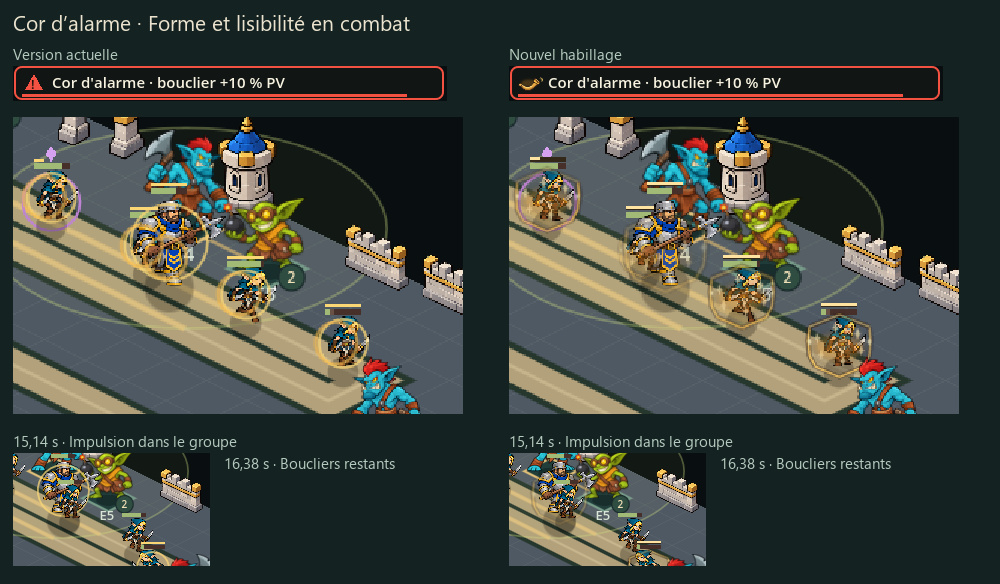 Cor d’alarme · Forme et lisibilité en combat
Version actuelle
Cor d'alarme · bouclier +10 % PV
4
2
15,14 s · Impulsion dans le groupe
16,38 s · Boucliers restants
2
E5
Nouvel habillage
Cor d'alarme · bouclier +10 % PV
4
2
15,14 s · Impulsion dans le groupe
16,38 s · Boucliers restants
2
E5